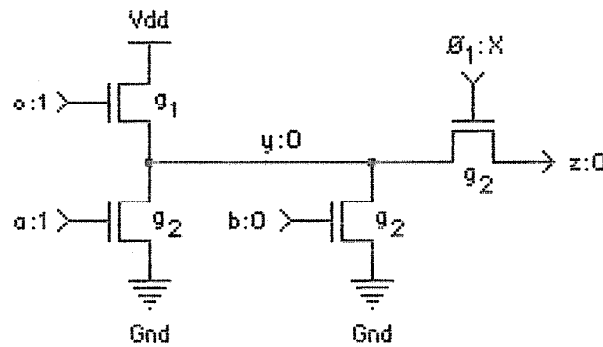 Vdd
Ø₁:X
o:1
g₁
y:0
z:0
g₂
a:1
g₂
b:0
g₂
Gnd
Gnd